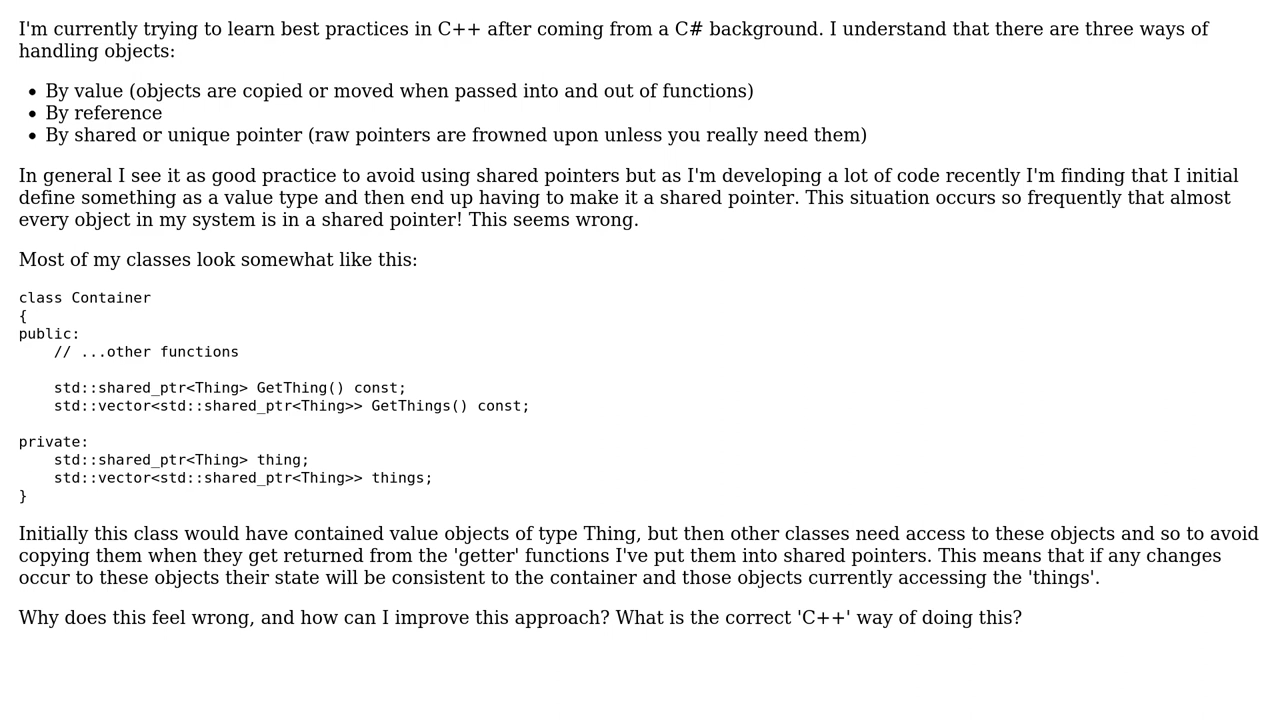 I'm currently trying to learn best practices in C++ after coming from a C# background. I understand that there are three ways of
handling objects:
• By value (objects are copied or moved when passed into and out of functions)
• By reference
• By shared or unique pointer (raw pointers are frowned upon unless you really need them)
In general I see it as good practice to avoid using shared pointers but as I'm developing a lot of code recently I'm finding that I initial
define something as a value type and then end up having to make it a shared pointer. This situation occurs so frequently that almost
every object in my system is in a shared pointer! This seems wrong.
Most of my classes look somewhat like this:
class Container
{
public:
    // ...other functions
    std::shared_ptr<Thing> GetThing() const;
    std::vector<std::shared_ptr<Thing>> GetThings() const;
private:
    std::shared_ptr<Thing> thing;
    std::vector<std::shared_ptr<Thing>> things;
}
Initially this class would have contained value objects of type Thing, but then other classes need access to these objects and so to avoid
copying them when they get returned from the 'getter' functions I've put them into shared pointers. This means that if any changes
occur to these objects their state will be consistent to the container and those objects currently accessing the 'things'.
Why does this feel wrong, and how can I improve this approach? What is the correct 'C++' way of doing this?